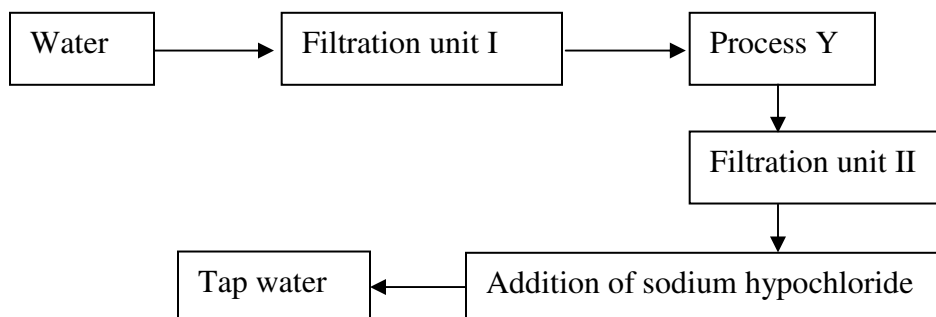 Water
Filtration unit I
Process Y
Filtration unit II
Addition of sodium hypochloride
Tap water